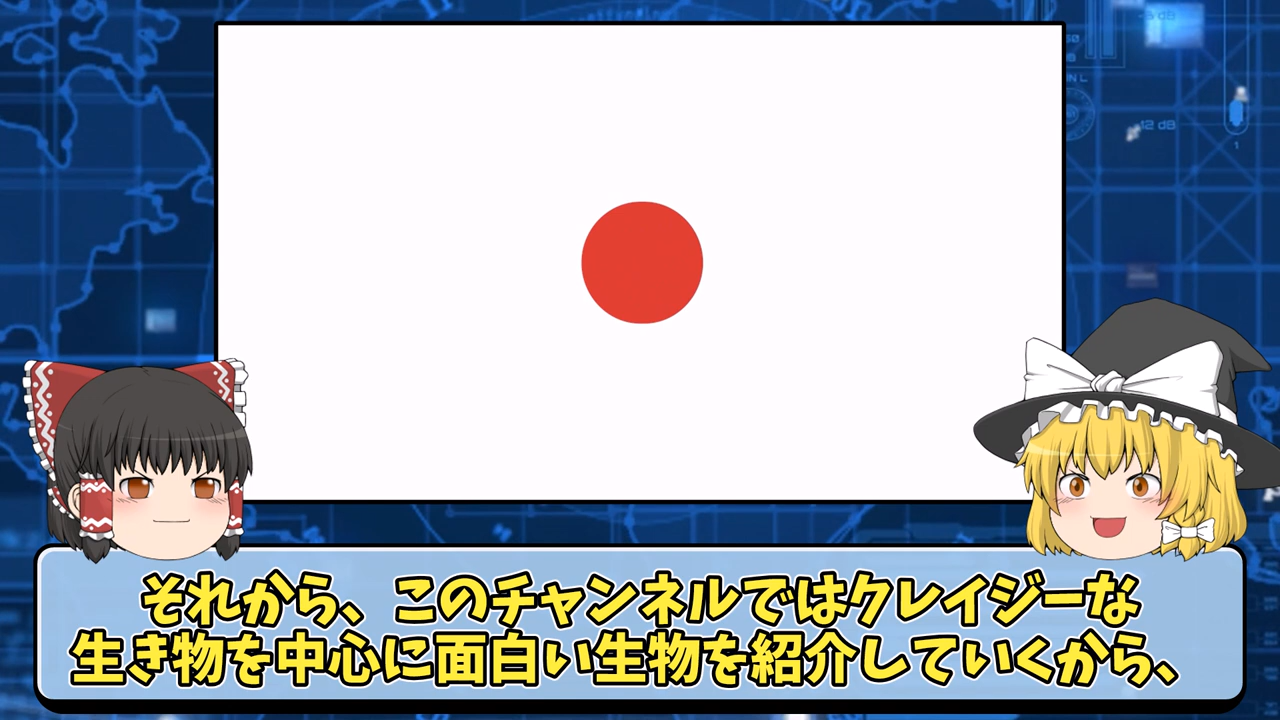 -12 dB
それから、このチャンネルではクレイジーな
生き物を中心に面白い生物を紹介していくから、